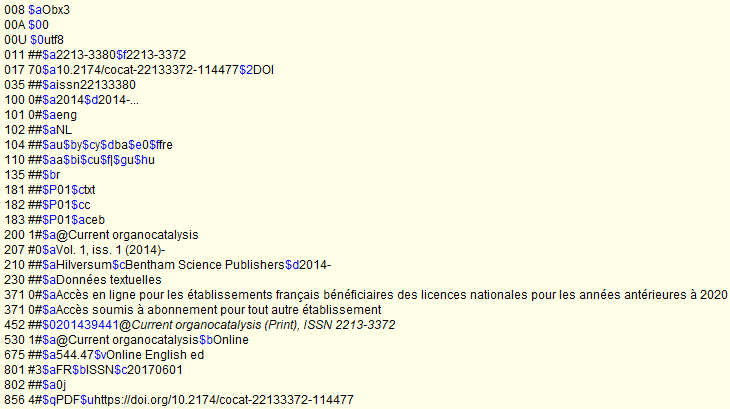 008 $aObx3
00A $00
00U $0utf8
011 ##$a2213-3380$f2213-3372
017 70$a10.2174/cocat-22133372-114477$2DOI
035 ##$aissn22133380
100 0#$a2014$d2014-...
101 0#$aeng
102 ##$aNL
104 ##$au$by$cy$dba$e0$ffre
110 ##$aa$bi$cu$f|$gu$hu
135 ##$br
181 ##$P01$ctxt
182 ##$P01$cc
183 ##$P01$aceb
200 1#$a@Current organocatalysis
207 #0$aVol. 1, iss. 1 (2014)-
210 ##$aHilversum$cBentham Science Publishers$d2014-
230 ##$aDonnées textuelles
371 0#$aAccès en ligne pour les établissements français bénéficiaires des licences nationales pour les années antérieures à 2020
371 0#$aAccès soumis à abonnement pour tout autre établissement
452 ##$0201439441@Current organocatalysis (Print), ISSN 2213-3372
530 1#$a@Current organocatalysis$bOnline
675 ##$a544.47$vOnline English ed
801 #3$aFR$bISSN$c20170601
802 ##$a0j
856 4#$qPDF$uhttps://doi.org/10.2174/cocat-22133372-114477